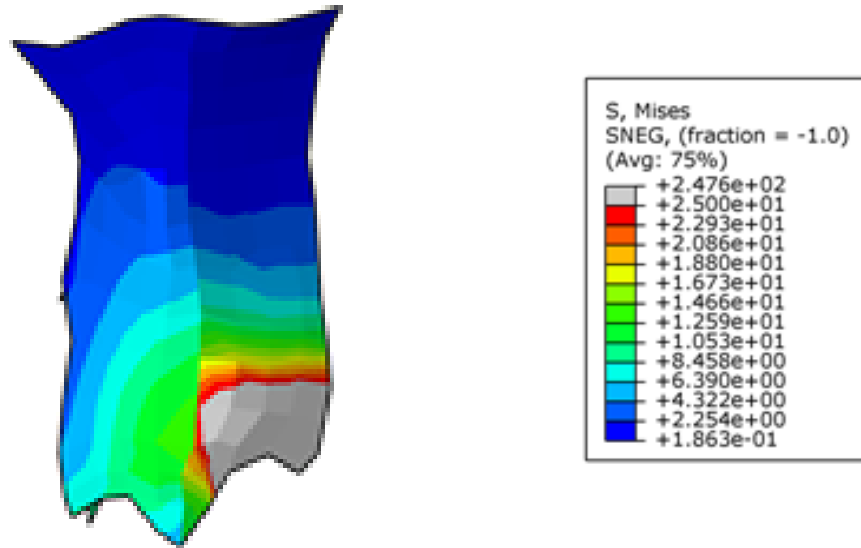 S, Mises
SNEG, (fraction = -1.0)
(Avg: 75%)
+2.476e+02
+2.500e+01
+2.293e+01
+2.086e+01
+1.880e+01
+1.673e+01
+1.466e+01
+1.259e+01
+1.053e+01
+8.458e+00
+6.390e+00
+4.322e+00
+2.254e+00
+1.863e-01